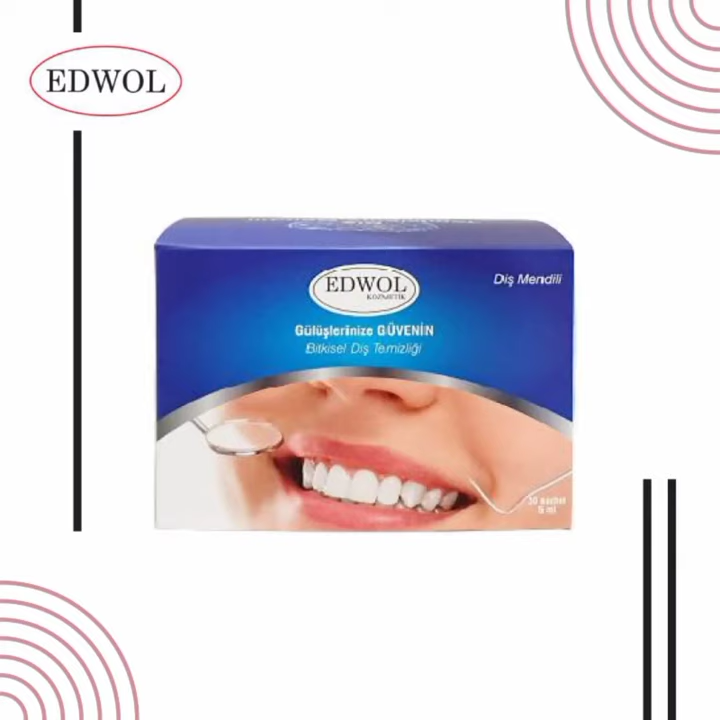 EDWOL
EDWOL
KOZMETİK
Diş Mendili
Gülüşlerinize GÜVENİN
Bitkisel Diş Temizliği
30 sachet
5 ml